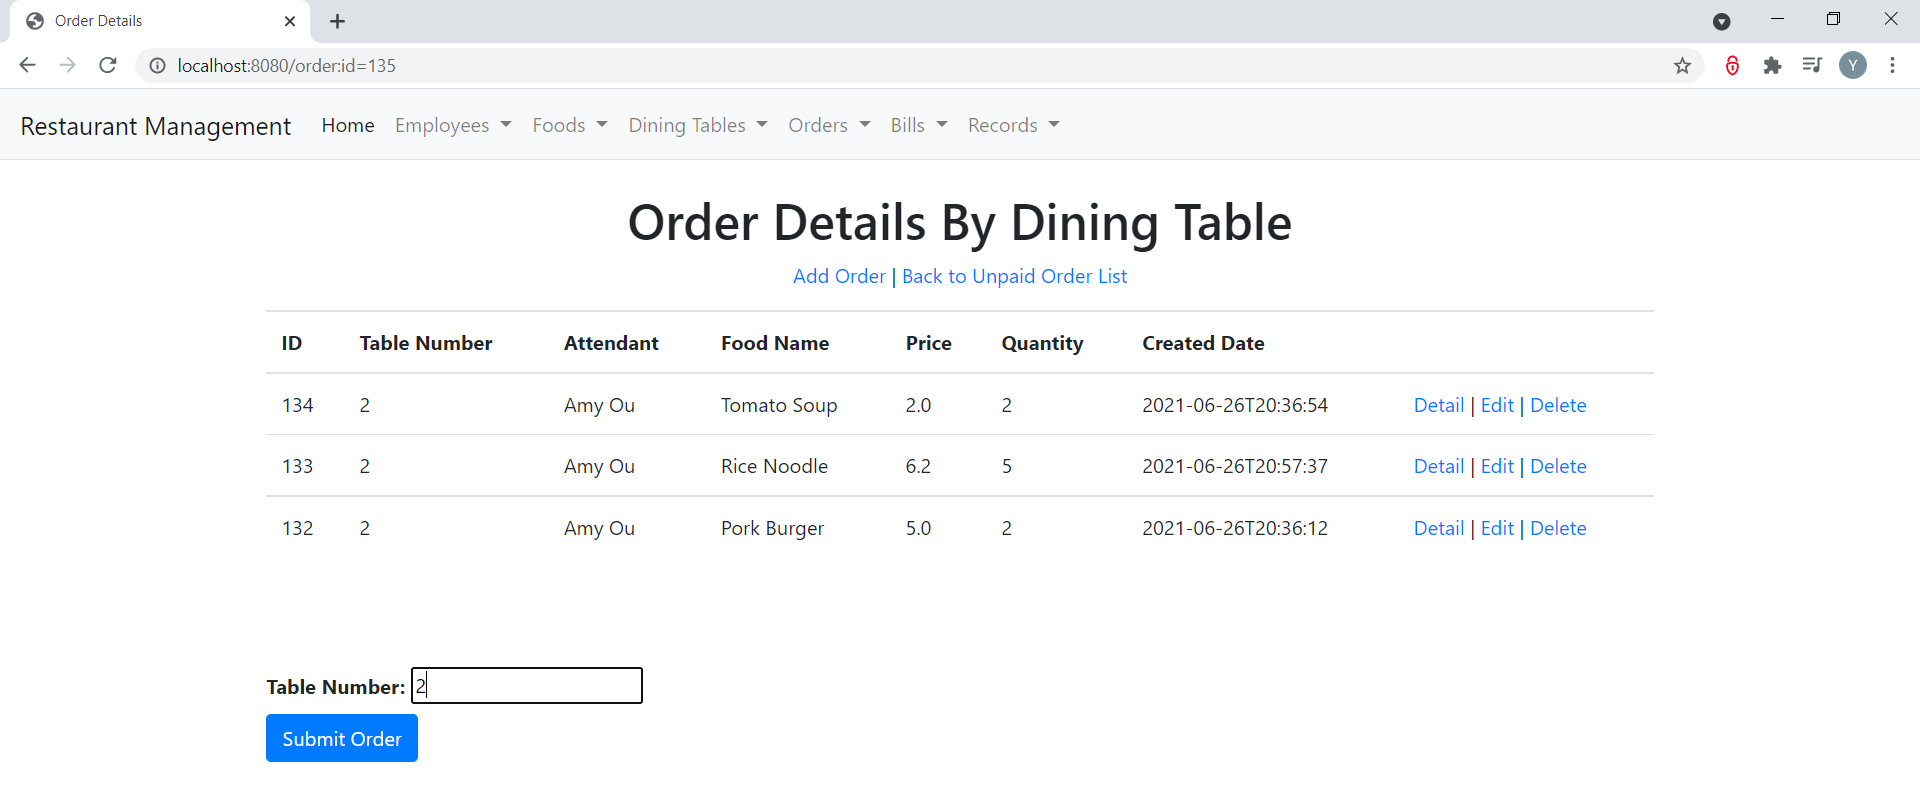 Order Details
localhost:8080/order:id=135
Y
Restaurant Management Home Employees Foods Dining Tables Orders Bills Records
Order Details By Dining Table
Add Order | Back to Unpaid Order List
ID Table Number Attendant Food Name Price Quantity Created Date
134 2 Amy Ou Tomato Soup 2.0 2 2021-06-26T20:36:54 Detail | Edit | Delete
133 2 Amy Ou Rice Noodle 6.2 5 2021-06-26T20:57:37 Detail | Edit | Delete
132 2 Amy Ou Pork Burger 5.0 2 2021-06-26T20:36:12 Detail | Edit | Delete
Table Number: 2
Submit Order